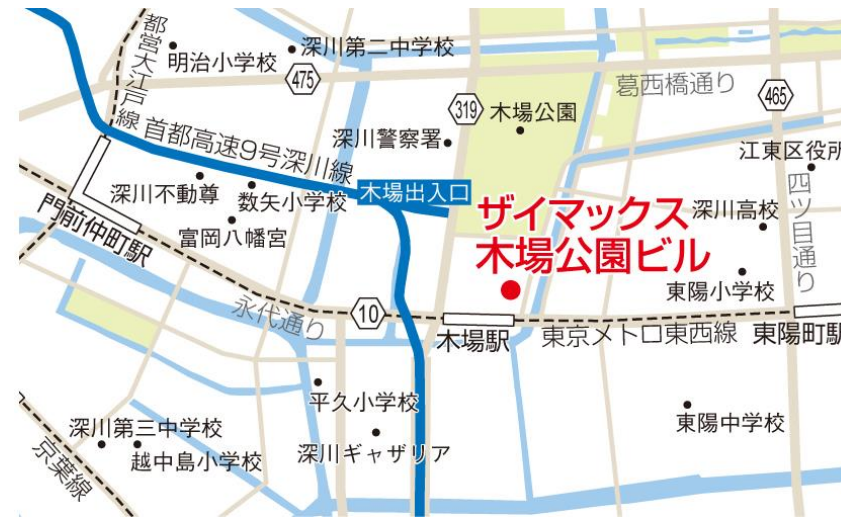 都営大江戸線
明治小学校
深川第二中学校
475
葛西橋通り
465
319
木場公園
首都高速9号深川線
深川警察署
江東区役所
木場出入口
深川不動尊
数矢小学校
富岡八幡宮
門前仲町駅
ザイマックス
木場公園ビル
深川高校
四ツ目通り
東陽小学校
永代通り
10
木場駅
東京メトロ東西線
東陽町駅
平久小学校
深川ギャザリア
東陽中学校
深川第三中学校
越中島小学校
京葉線